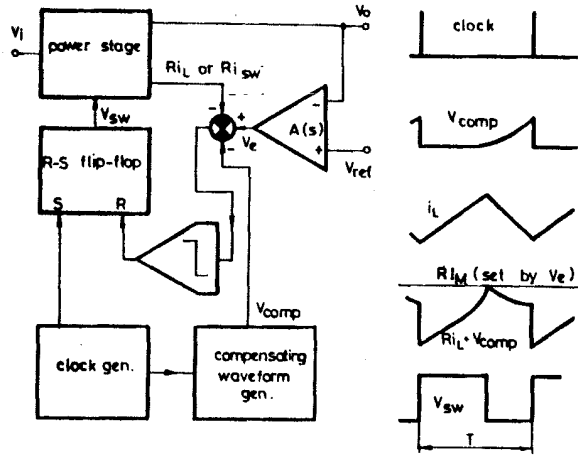 Vi
power stage
Vo
RiL or Risw
Vsw
R-S flip-flop
S
R
-
+
-
Ve
A(s)
-
+
Vref
Vcomp
clock gen.
compensating
waveform
gen.
clock
Vcomp
iL
RIM (set by Ve)
RiL + Vcomp
Vsw
T